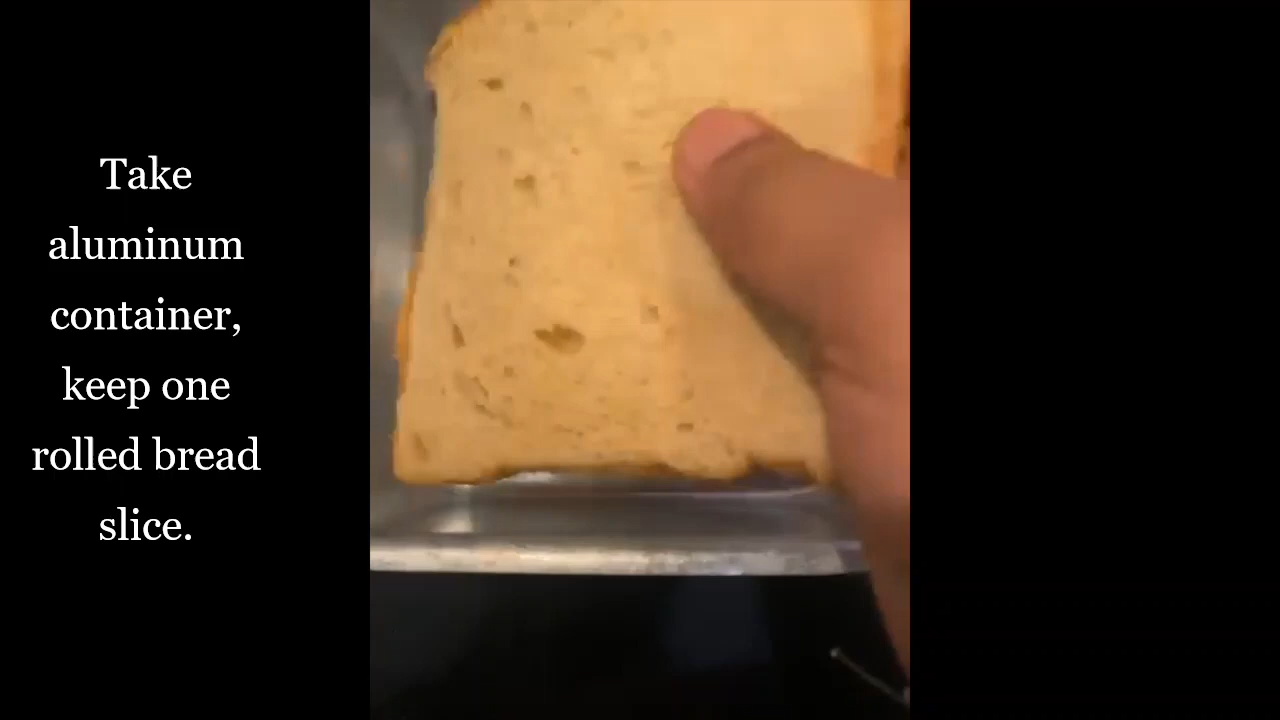 Take
aluminum
container,
keep one
rolled bread
slice.